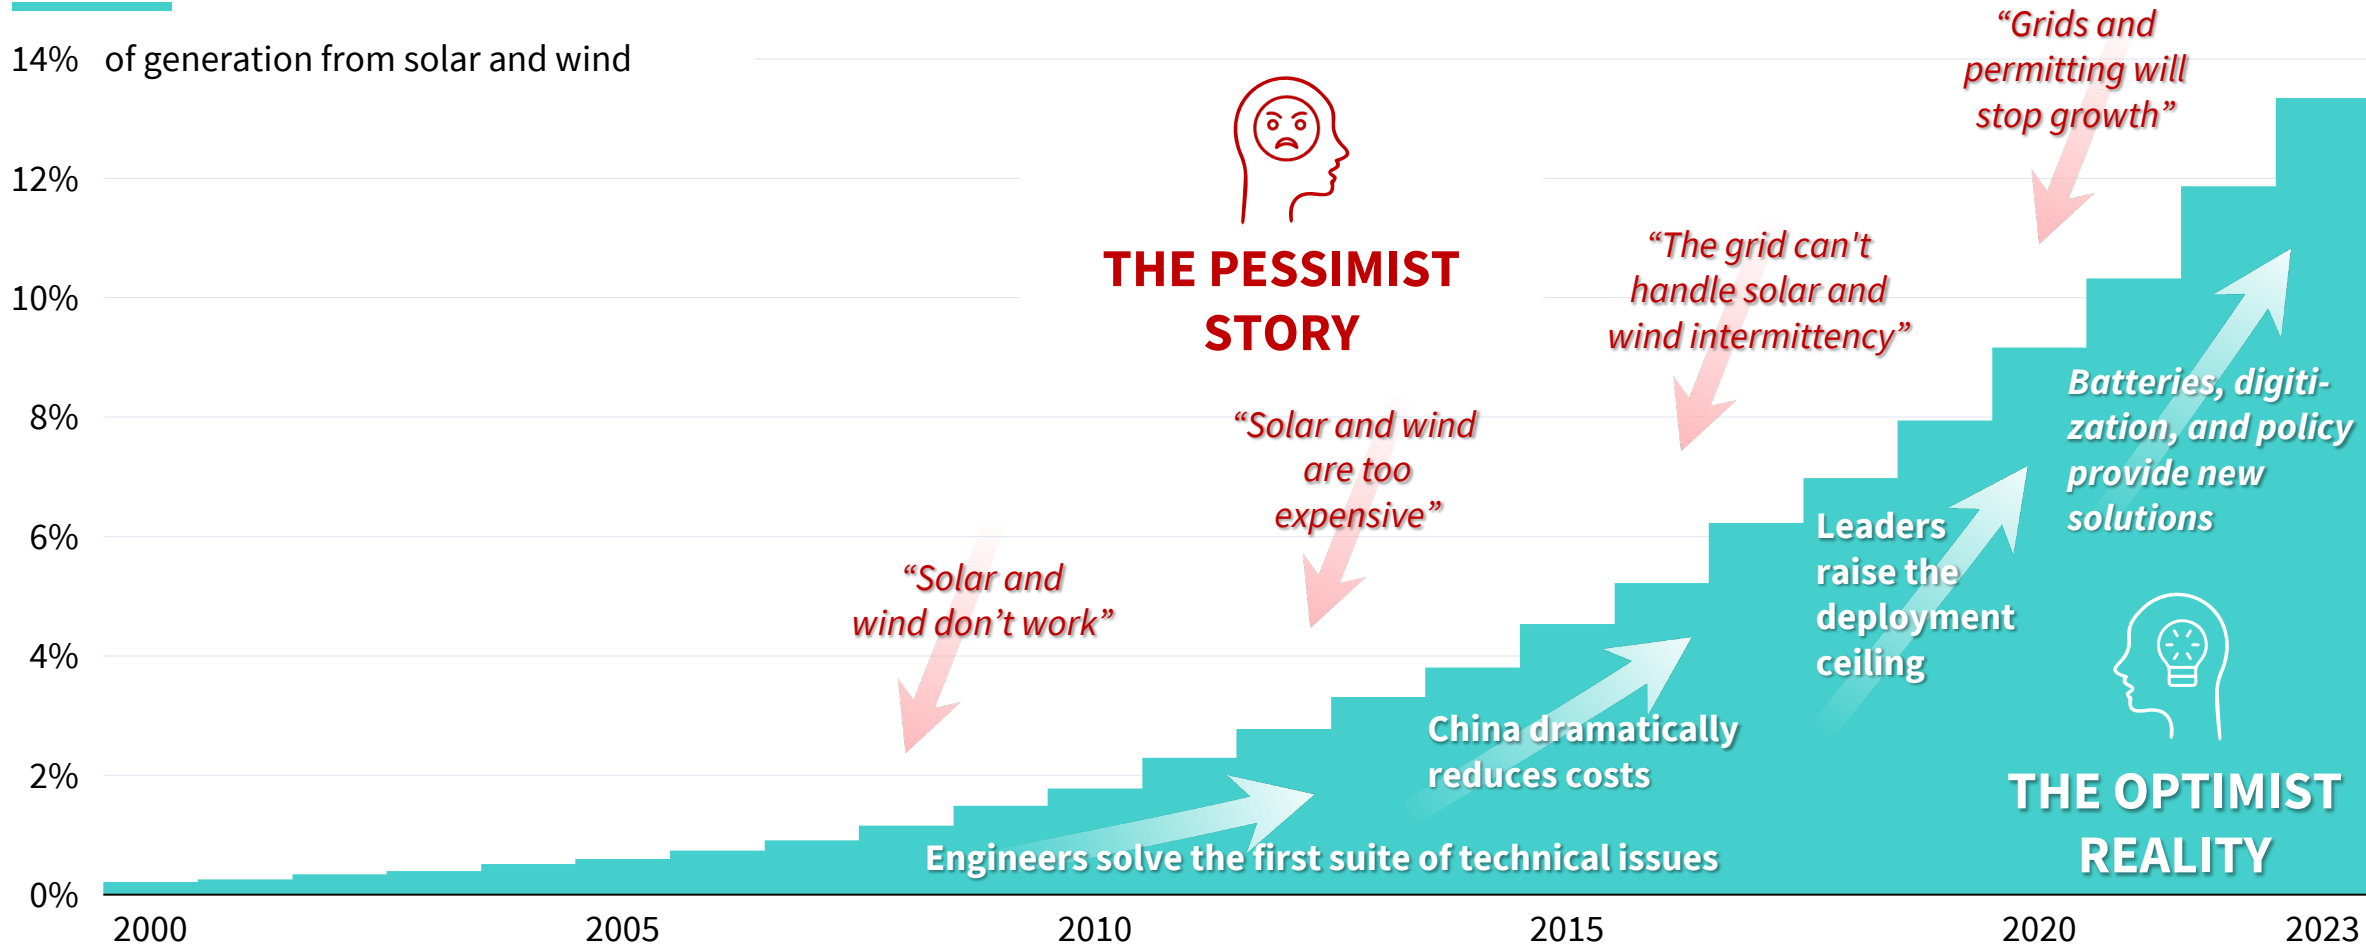 14% of generation from solar and wind
12%
10%
8%
6%
4%
2%
0%
THE PESSIMIST
STORY
“Solar and
wind don’t work”
“Solar and wind
are too
expensive”
“The grid can't
handle solar and
wind intermittency”
“Grids and
permitting will
stop growth”
Engineers solve the first suite of technical issues
China dramatically
reduces costs
Leaders
raise the
deployment
ceiling
Batteries, digiti-
zation, and policy
provide new
solutions
THE OPTIMIST
REALITY
2000 2005 2010 2015 2020 2023